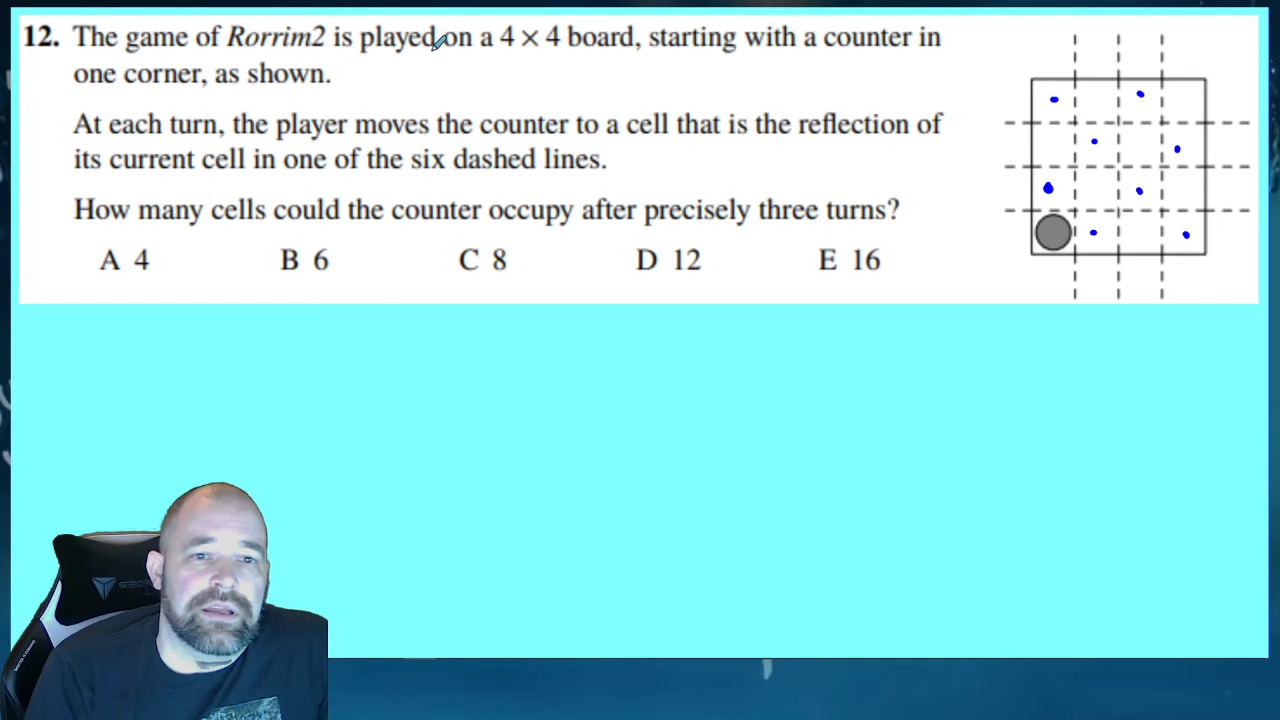 12. The game of Rorrim2 is played on a 4 × 4 board, starting with a counter in
one corner, as shown.
At each turn, the player moves the counter to a cell that is the reflection of
its current cell in one of the six dashed lines.
How many cells could the counter occupy after precisely three turns?
A 4 B 6 C 8 D 12 E 16